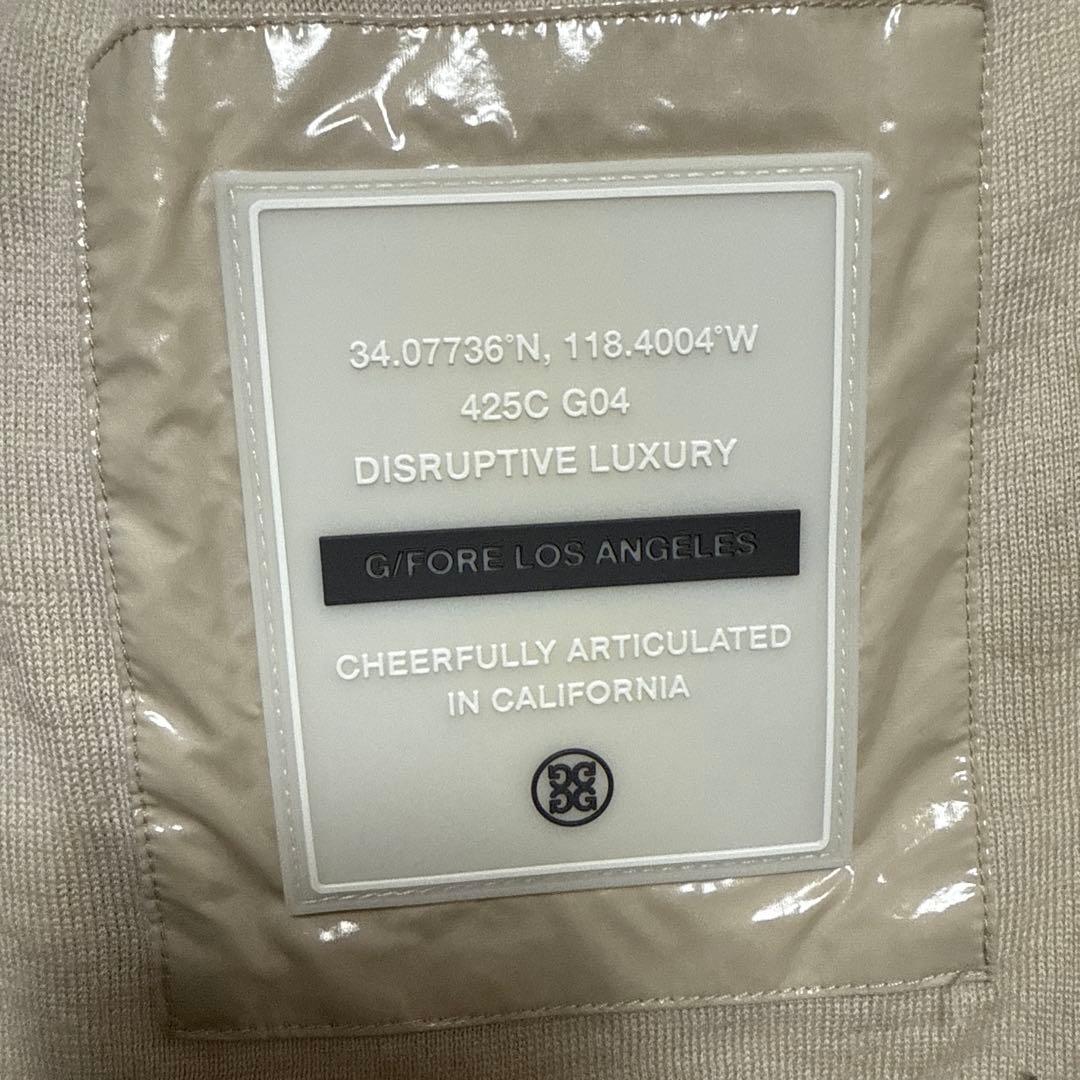 34.07736°N, 118.4004°W
425C G04
DISRUPTIVE LUXURY
G/FORE LOS ANGELES
CHEERFULLY ARTICULATED
IN CALIFORNIA